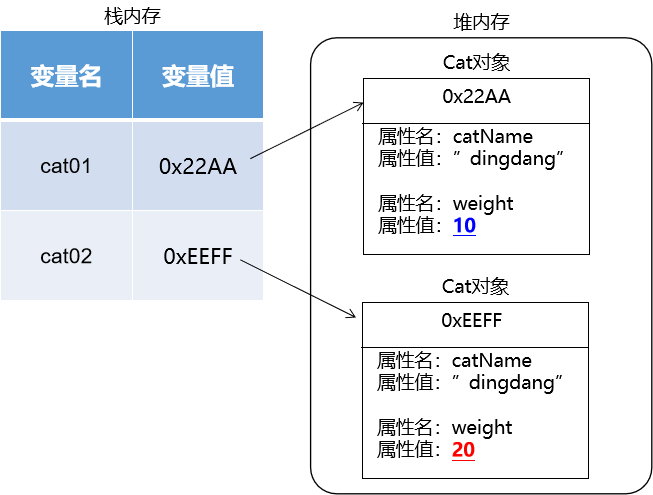 栈内存
变量名 变量值
cat01 0x22AA
cat02 0xEEFF
堆内存
Cat对象
0x22AA
属性名：catName
属性值：”dingdang”
属性名：weight
属性值：10
Cat对象
0xEEFF
属性名：catName
属性值：”dingdang”
属性名：weight
属性值：20